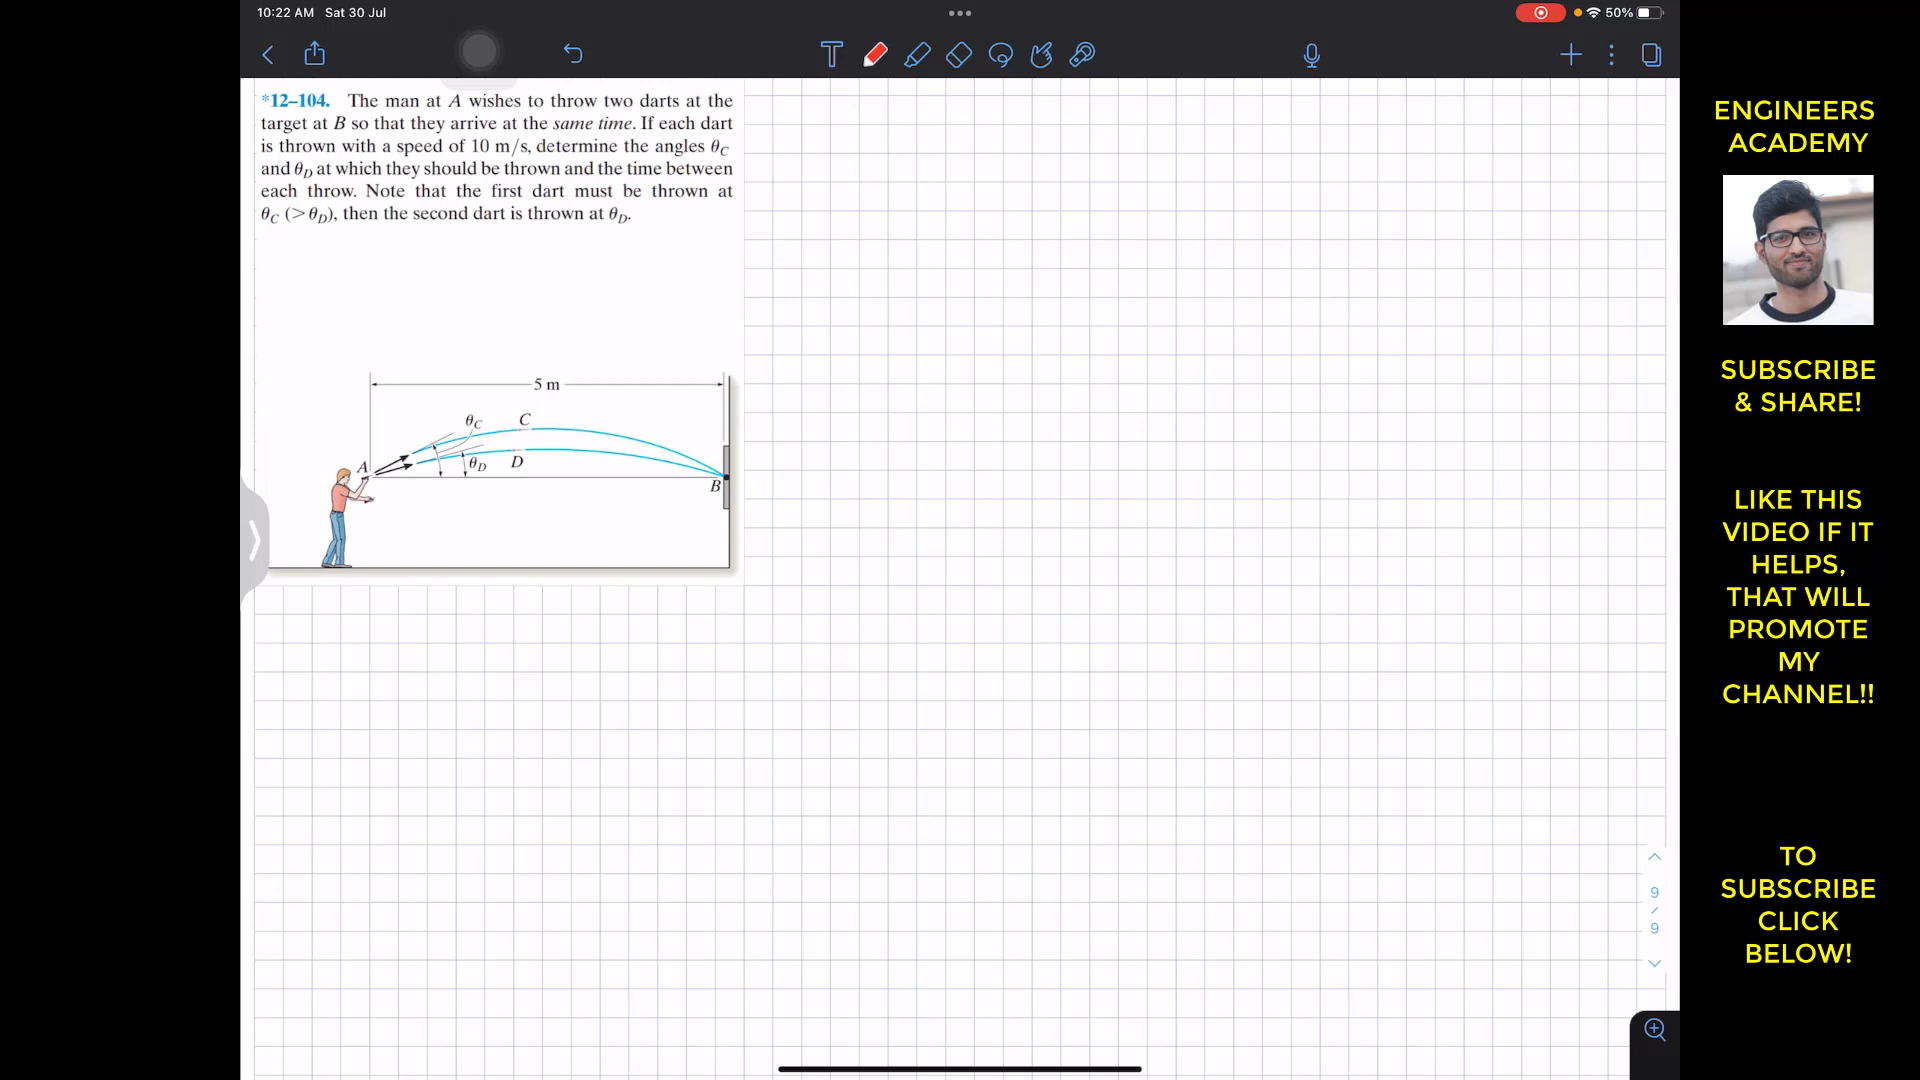 10:22 AM Sat 30 Jul
50%
*12–104. The man at A wishes to throw two darts at the
target at B so that they arrive at the same time. If each dart
is thrown with a speed of 10 m/s, determine the angles θC
and θD at which they should be thrown and the time between
each throw. Note that the first dart must be thrown at
θC (>θD), then the second dart is thrown at θD.
5 m
θC
C
A
θD
D
B
9
/
9
ENGINEERS
ACADEMY
SUBSCRIBE
& SHARE!
LIKE THIS
VIDEO IF IT
HELPS,
THAT WILL
PROMOTE
MY
CHANNEL!!
TO
SUBSCRIBE
CLICK
BELOW!